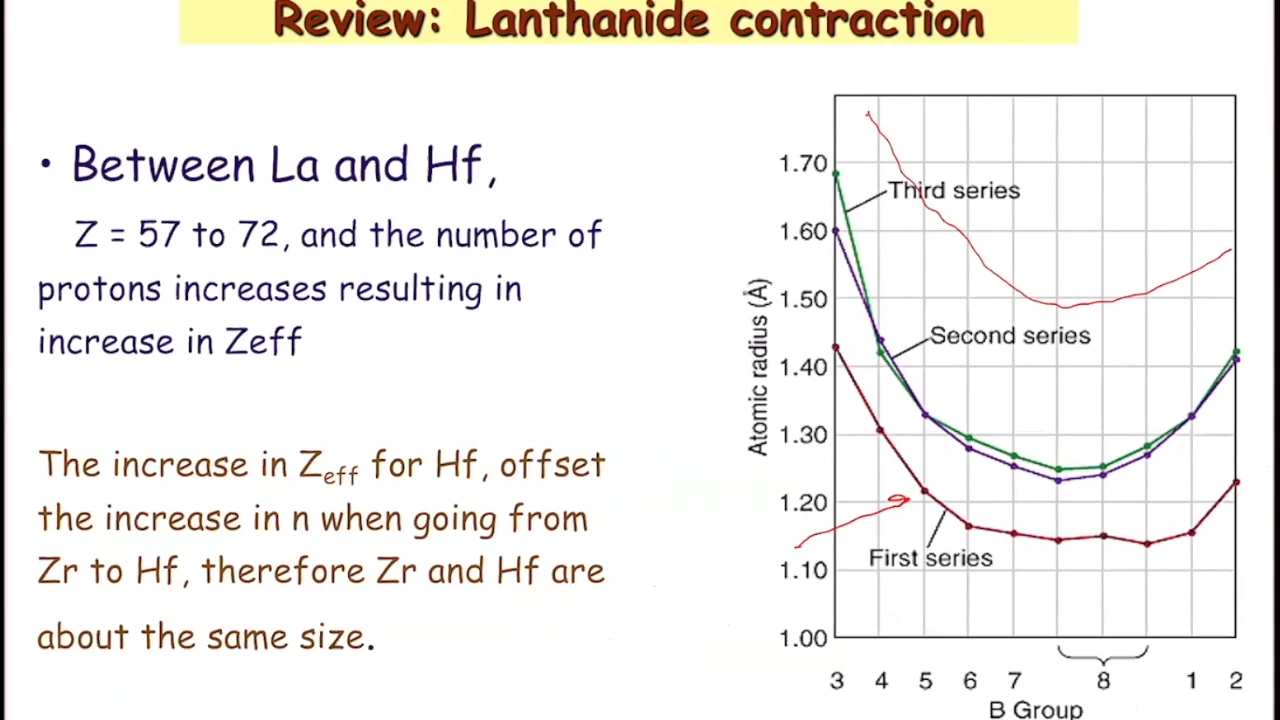 Review: Lanthanide contraction
• Between La and Hf,
Z = 57 to 72, and the number of
protons increases resulting in
increase in Zeff
The increase in Zeff for Hf, offset
the increase in n when going from
Zr to Hf, therefore Zr and Hf are
about the same size.
Atomic radius (Å)
1.70
1.60
1.50
1.40
1.30
1.20
1.10
1.00
Third series
Second series
First series
3 4 5 6 7 8 1 2
B Group